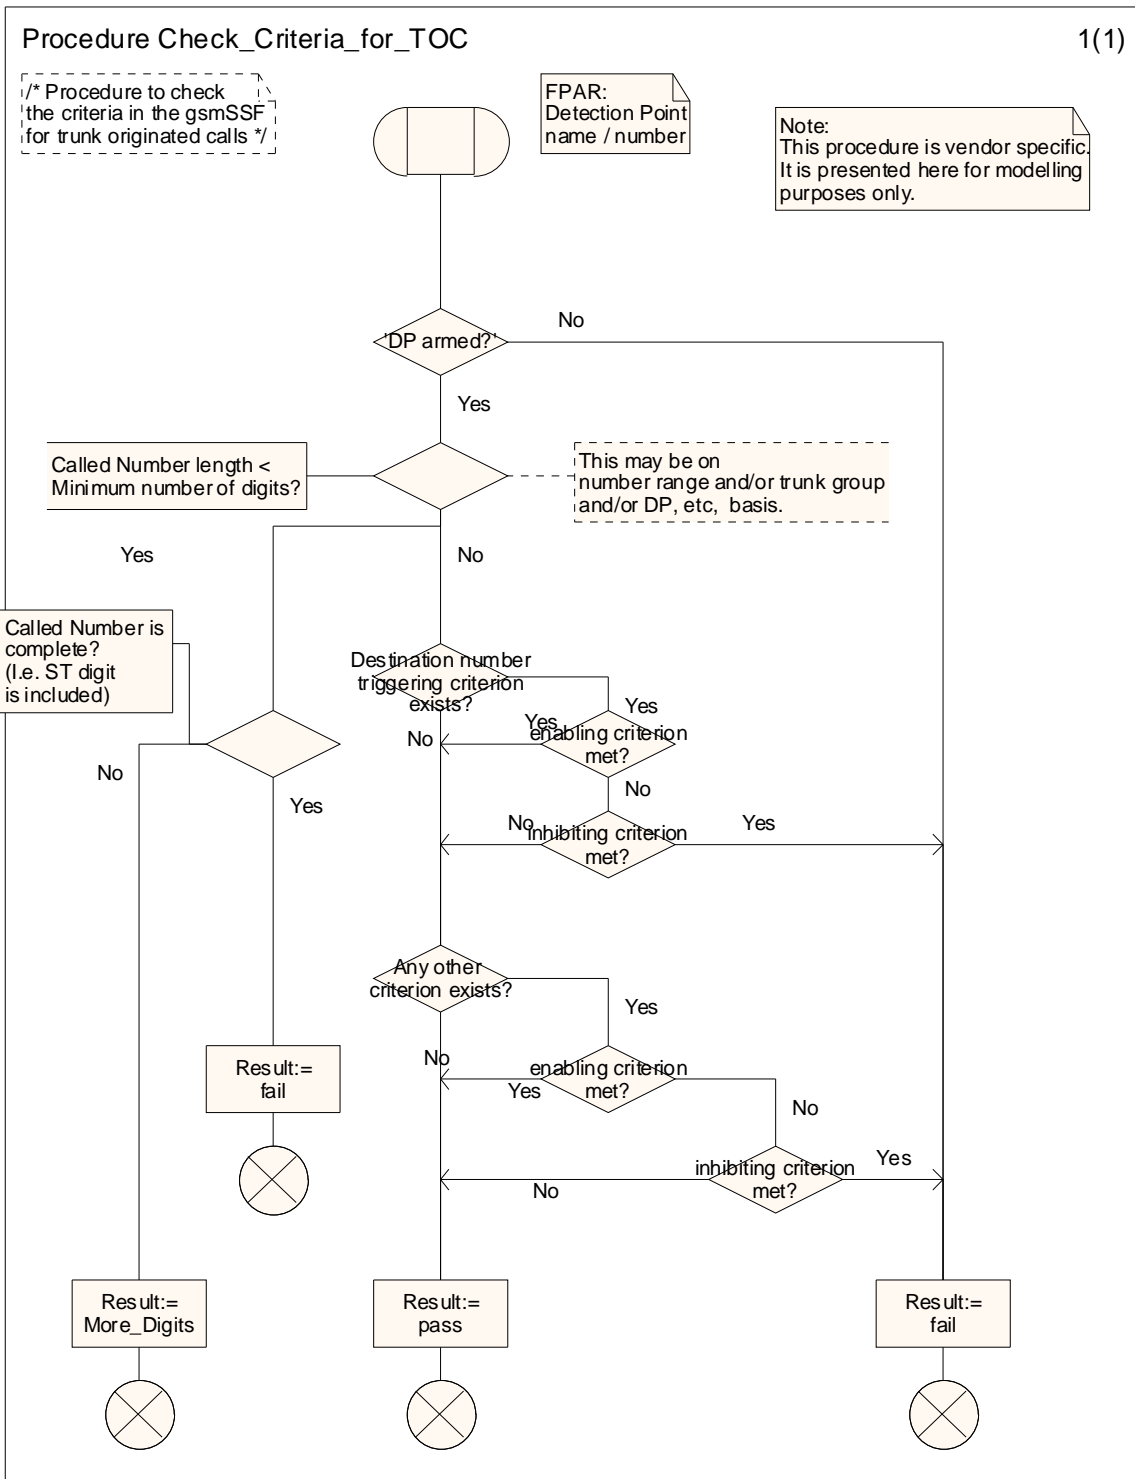 Procedure Check_Criteria_for_TOC
1(1)
/* Procedure to check
the criteria in the gsmSSF
for trunk originated calls */
FPAR:
Detection Point
name / number
Note:
This procedure is vendor specific.
It is presented here for modelling
purposes only.
'DP armed?'
No
Yes
Called Number length <
Minimum number of digits?
This may be on
number range and/or trunk group
and/or DP, etc, basis.
Yes
No
Called Number is
complete?
(I.e. ST digit
is included)
Destination number
triggering criterion
exists?
Yes
Yes
enabling criterion
met?
No
No
Yes
No
No
inhibiting criterion
met?
Yes
Any other
criterion exists?
Yes
No
enabling criterion
met?
Yes
No
Result:=
fail
inhibiting criterion
met?
Yes
No
Result:=
More_Digits
Result:=
pass
Result:=
fail